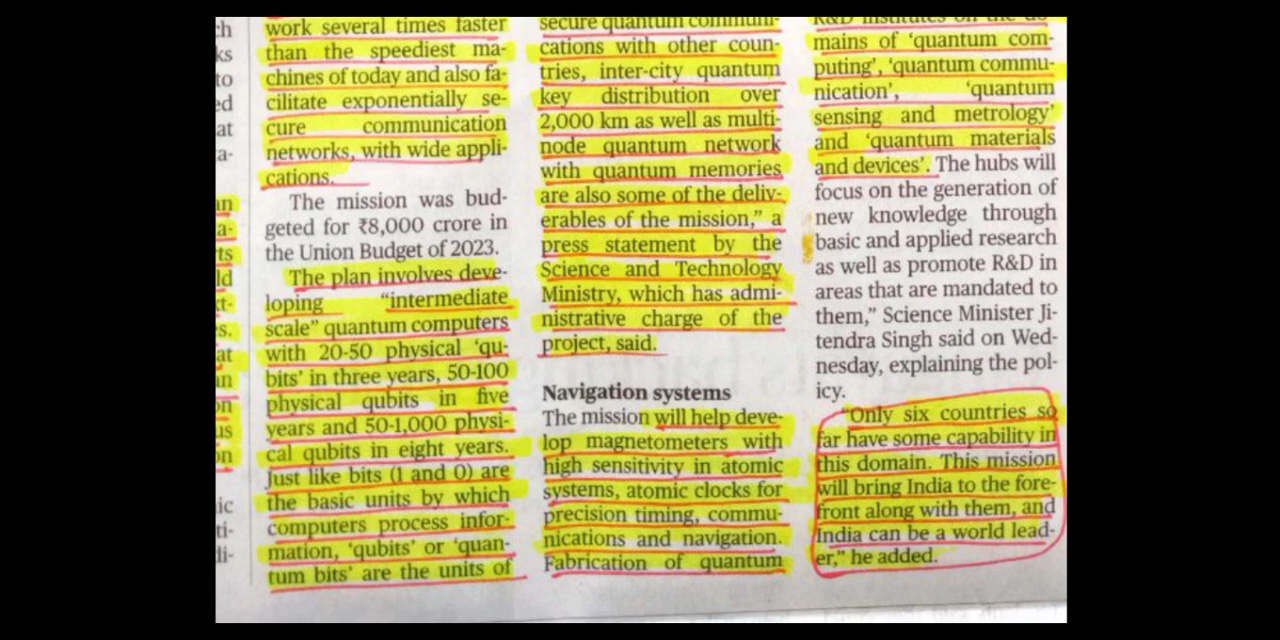 work several times faster
than the speediest ma-
chines of today and also fa-
cilitate exponentially se-
cure communication
networks, with wide appli-
cations.
The mission was bud-
geted for ₹8,000 crore in
the Union Budget of 2023.
The plan involves deve-
loping “intermediate
scale” quantum computers
with 20-50 physical ‘qu-
bits’ in three years, 50-100
physical qubits in five
years and 50-1,000 physi-
cal qubits in eight years.
Just like bits (1 and 0) are
the basic units by which
computers process infor-
mation, ‘qubits’ or ‘quan-
tum bits’ are the units of
secure quantum communi-
cations with other coun-
tries, inter-city quantum
key distribution over
2,000 km as well as multi-
node quantum network
with quantum memories
are also some of the deliv-
erables of the mission,” a
press statement by the
Science and Technology
Ministry, which has admi-
nistrative charge of the
project, said.
Navigation systems
The mission will help deve-
lop magnetometers with
high sensitivity in atomic
systems, atomic clocks for
precision timing, commu-
nications and navigation.
Fabrication of quantum
R&D institutes on the do-
mains of ‘quantum com-
puting’, ‘quantum commu-
nication’, ‘quantum
sensing and metrology’
and ‘quantum materials
and devices’. The hubs will
focus on the generation of
new knowledge through
basic and applied research
as well as promote R&D in
areas that are mandated to
them,” Science Minister Ji-
tendra Singh said on Wed-
nesday, explaining the pol-
icy.
“Only six countries so
far have some capability in
this domain. This mission
will bring India to the fore-
front along with them, and
India can be a world lead-
er,” he added.